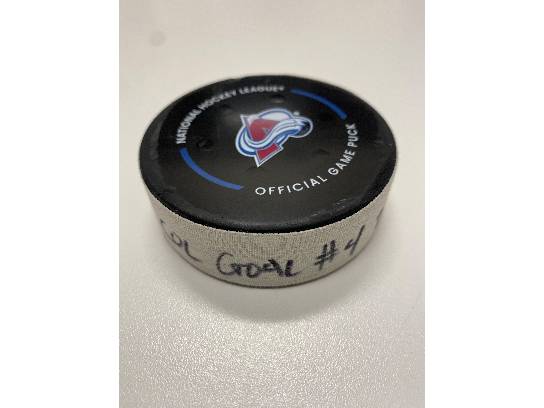 NATIONAL HOCKEY LEAGUE®
OFFICIAL GAME PUCK
COL GOAL #4